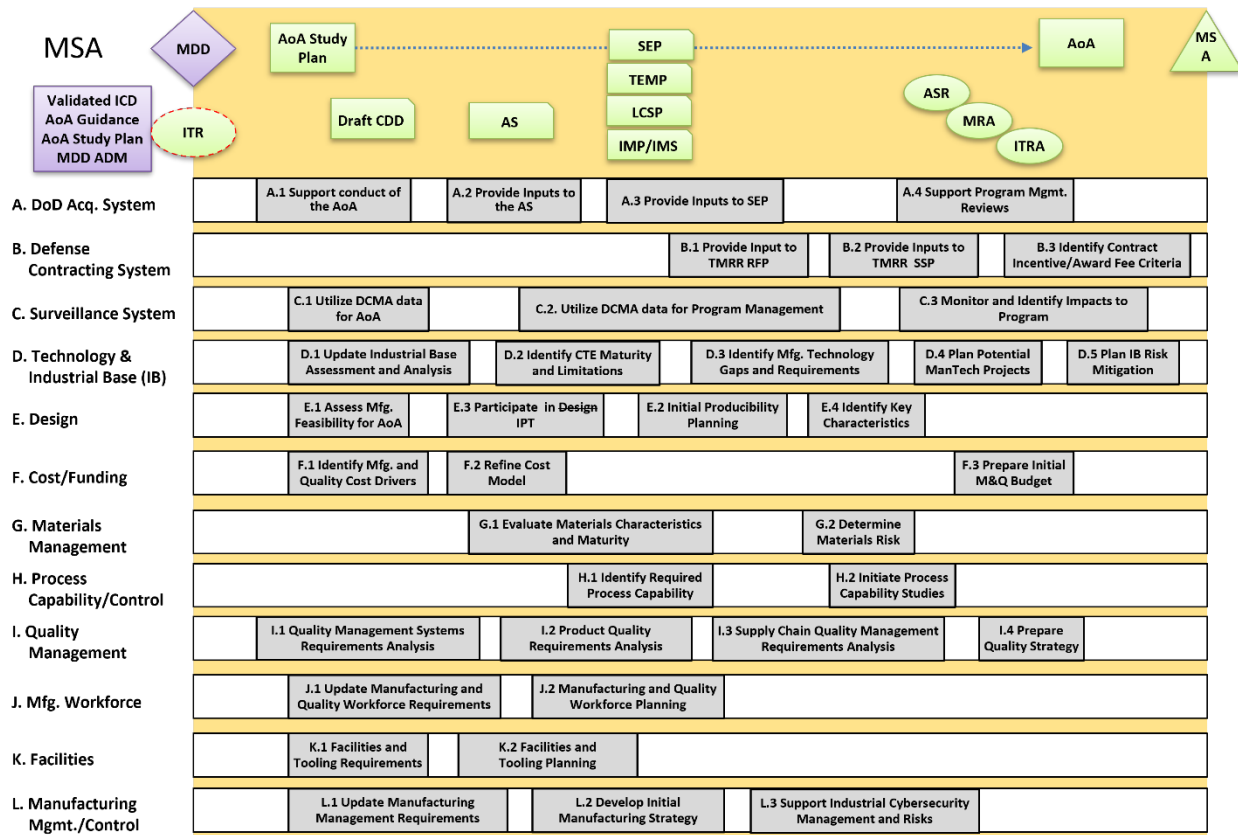 MSA
MDD
AoA Study
Plan
SEP
AoA
MS
A
TEMP
Validated ICD
AoA Guidance
AoA Study Plan
MDD ADM
ITR
Draft CDD
AS
LCSP
IMP/IMS
ASR
MRA
ITRA
A. DoD Acq. System
A.1 Support conduct of
the AoA
A.2 Provide Inputs to
the AS
A.3 Provide Inputs to SEP
A.4 Support Program Mgmt.
Reviews
B. Defense
Contracting System
B.1 Provide Input to
TMRR RFP
B.2 Provide Inputs to
TMRR SSP
B.3 Identify Contract
Incentive/Award Fee Criteria
C. Surveillance System
C.1 Utilize DCMA data
for AoA
C.2. Utilize DCMA data for Program Management
C.3 Monitor and Identify Impacts to
Program
D. Technology &
Industrial Base (IB)
D.1 Update Industrial Base
Assessment and Analysis
D.2 Identify CTE Maturity
and Limitations
D.3 Identify Mfg. Technology
Gaps and Requirements
D.4 Plan Potential
ManTech Projects
D.5 Plan IB Risk
Mitigation
E. Design
E.1 Assess Mfg.
Feasibility for AoA
E.3 Participate in Design
IPT
E.2 Initial Producibility
Planning
E.4 Identify Key
Characteristics
F. Cost/Funding
F.1 Identify Mfg. and
Quality Cost Drivers
F.2 Refine Cost
Model
F.3 Prepare Initial
M&Q Budget
G. Materials
Management
G.1 Evaluate Materials Characteristics
and Maturity
G.2 Determine
Materials Risk
H. Process
Capability/Control
H.1 Identify Required
Process Capability
H.2 Initiate Process
Capability Studies
I. Quality
Management
I.1 Quality Management Systems
Requirements Analysis
I.2 Product Quality
Requirements Analysis
I.3 Supply Chain Quality Management
Requirements Analysis
I.4 Prepare
Quality Strategy
J. Mfg. Workforce
J.1 Update Manufacturing and
Quality Workforce Requirements
J.2 Manufacturing and Quality
Workforce Planning
K. Facilities
K.1 Facilities and
Tooling Requirements
K.2 Facilities and
Tooling Planning
L. Manufacturing
Mgmt./Control
L.1 Update Manufacturing
Management Requirements
L.2 Develop Initial
Manufacturing Strategy
L.3 Support Industrial Cybersecurity
Management and Risks